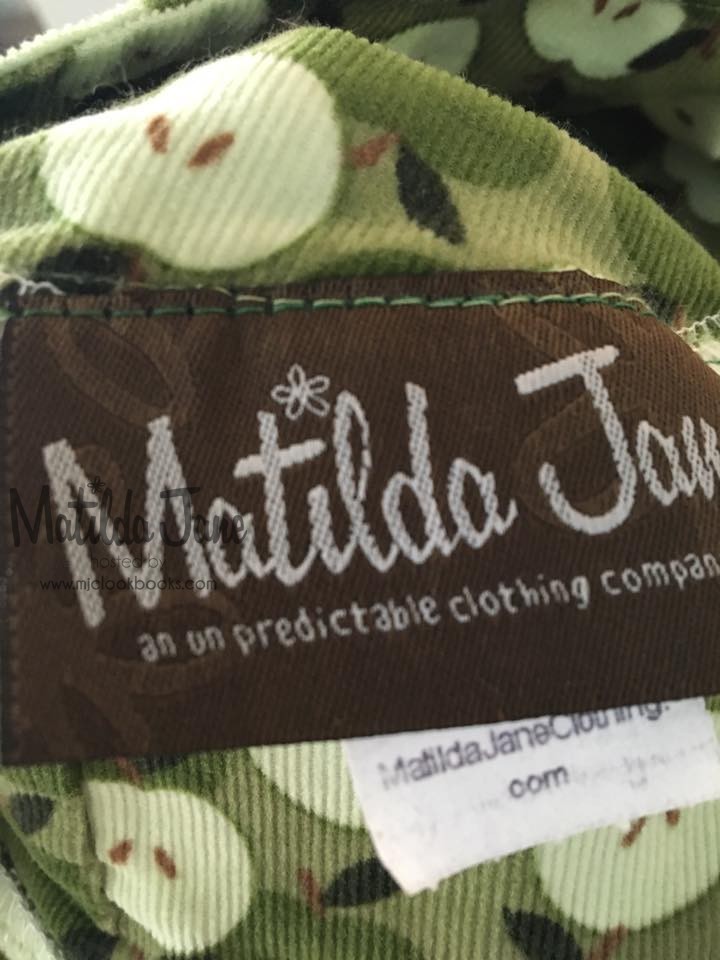 Matilda Jan
an un predictable clothing compan
Matilda Jane
hosted by
www.mjclookbooks.com
MatildaJaneClothing.
com